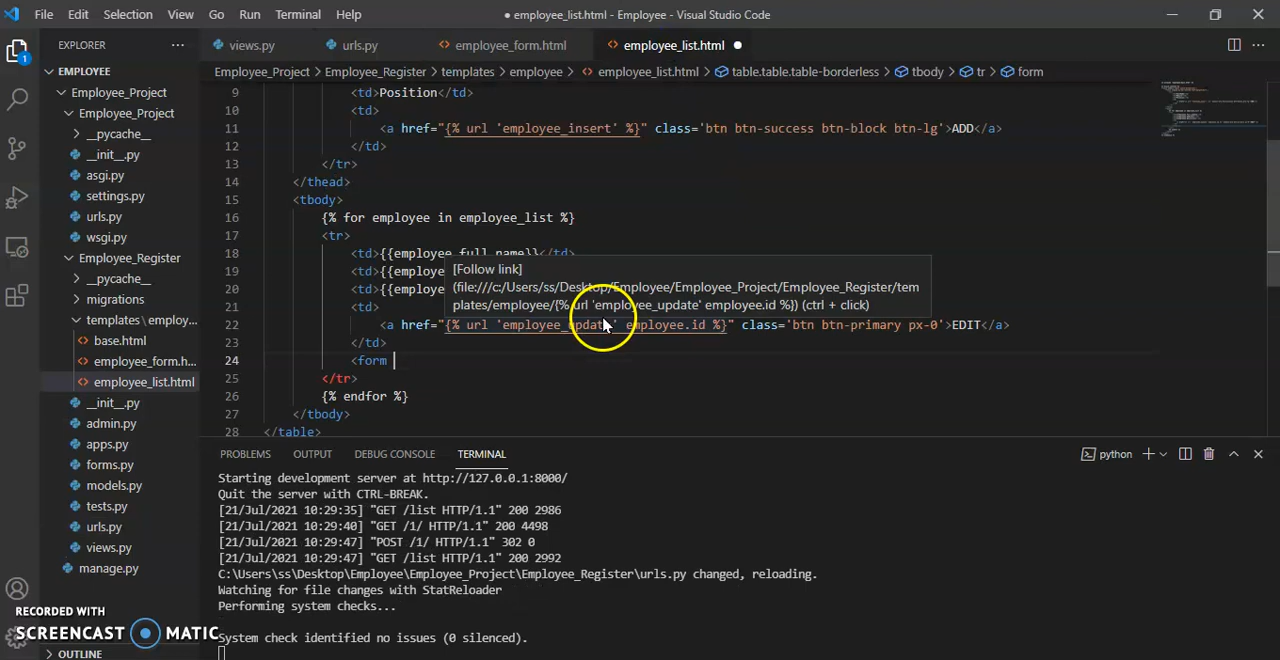 File Edit Selection View Go Run Terminal Help
● employee_list.html - Employee - Visual Studio Code
EXPLORER
views.py urls.py employee_form.html employee_list.html
EMPLOYEE
Employee_Project > Employee_Register > templates > employee > employee_list.html > table.table.table-borderless > tbody > tr > form
Employee_Project
Employee_Project
__pycache__
__init__.py
asgi.py
settings.py
urls.py
wsgi.py
Employee_Register
__pycache__
migrations
templates\employ...
base.html
employee_form.h...
employee_list.html
__init__.py
admin.py
apps.py
forms.py
models.py
tests.py
urls.py
views.py
manage.py
OUTLINE
1
9 <td>Position</td>
10 <td>
11 <a href="{% url 'employee_insert' %}" class='btn btn-success btn-block btn-lg'>ADD</a>
12 </td>
13 </tr>
14 </thead>
15 <tbody>
16 {% for employee in employee_list %}
17 <tr>
18 <td>{{employee full name}}</td>
19 <td>{{employee
20 <td>{{employee
21 <td>
22 <a href="{% url 'employee_update' employee.id %}" class='btn btn-primary px-0'>EDIT</a>
23 </td>
24 <form
25 </tr>
26 {% endfor %}
27 </tbody>
28 </table>
[Follow link]
(file:///c:/Users/ss/Desktop/Employee/Employee_Project/Employee_Register/tem
plates/employee/{% url 'employee_update' employee.id %}) (ctrl + click)
PROBLEMS OUTPUT DEBUG CONSOLE TERMINAL
python
Starting development server at http://127.0.0.1:8000/
Quit the server with CTRL-BREAK.
[21/Jul/2021 10:29:35] "GET /list HTTP/1.1" 200 2986
[21/Jul/2021 10:29:40] "GET /1/ HTTP/1.1" 200 4498
[21/Jul/2021 10:29:47] "POST /1/ HTTP/1.1" 302 0
[21/Jul/2021 10:29:47] "GET /list HTTP/1.1" 200 2992
C:\Users\ss\Desktop\Employee\Employee_Project\Employee_Register\urls.py changed, reloading.
Watching for file changes with StatReloader
Performing system checks...
System check identified no issues (0 silenced).
RECORDED WITH
SCREENCAST MATIC